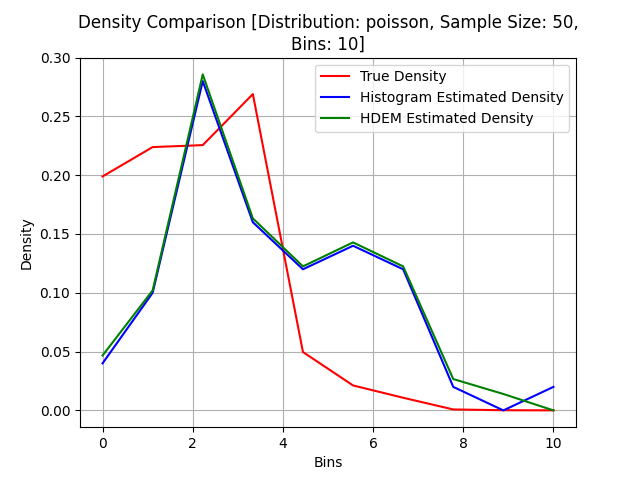 Density Comparison [Distribution: poisson, Sample Size: 50,
Bins: 10]
True Density
Histogram Estimated Density
HDEM Estimated Density
Density
0.30
0.25
0.20
0.15
0.10
0.05
0.00
0 2 4 6 8 10
Bins